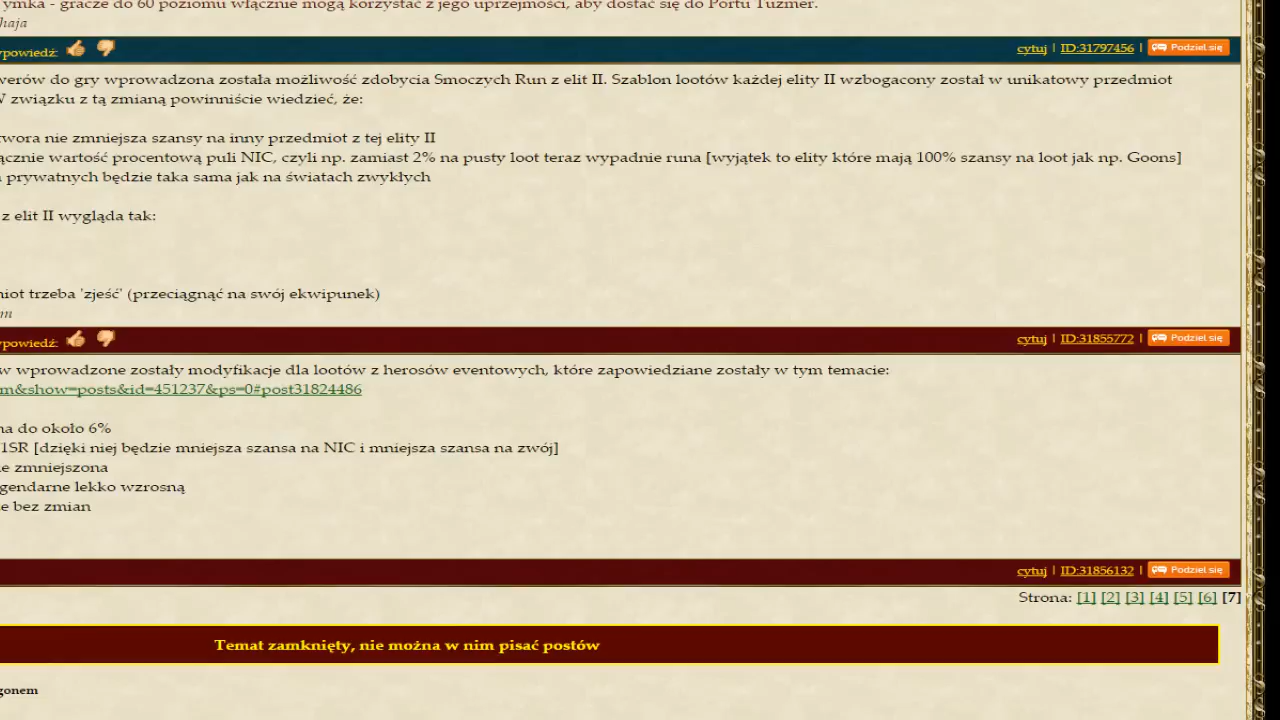 ymka - gracze do 60 poziomu włącznie mogą korzystać z jego uprzejmości, aby dostać się do Portu Tuzmer.
haja
ypowiedź: cytuj | ID:31797456 | Podziel się
werów do gry wprowadzona została możliwość zdobycia Smoczych Run z elit II. Szablon lootów każdej elity II wzbogacony został w unikatowy przedmiot
W związku z tą zmianą powinniście wiedzieć, że:
wora nie zmniejsza szansy na inny przedmiot z tej elity II
ącznie wartość procentową puli NIC, czyli np. zamiast 2% na pusty loot teraz wypadnie runa [wyjątek to elity które mają 100% szansy na loot jak np. Goons]
prywatnych będzie taka sama jak na światach zwykłych
z elit II wygląda tak:
miot trzeba 'zjeść' (przeciągnąć na swój ekwipunek)
m
ypowiedź: cytuj | ID:31855772 | Podziel się
w wprowadzone zostały modyfikacje dla lootów z herosów eventowych, które zapowiedziane zostały w tym temacie:
m&show=posts&id=451237&ps=0#post31824486
na do około 6%
1SR [dzięki niej będzie mniejsza szansa na NIC i mniejsza szansa na zwój]
ie zmniejszona
gendarne lekko wzrosną
że bez zmian
cytuj | ID:31856132 | Podziel się
Strona: [1] [2] [3] [4] [5] [6] [7]
Temat zamknięty, nie można w nim pisać postów
gonem